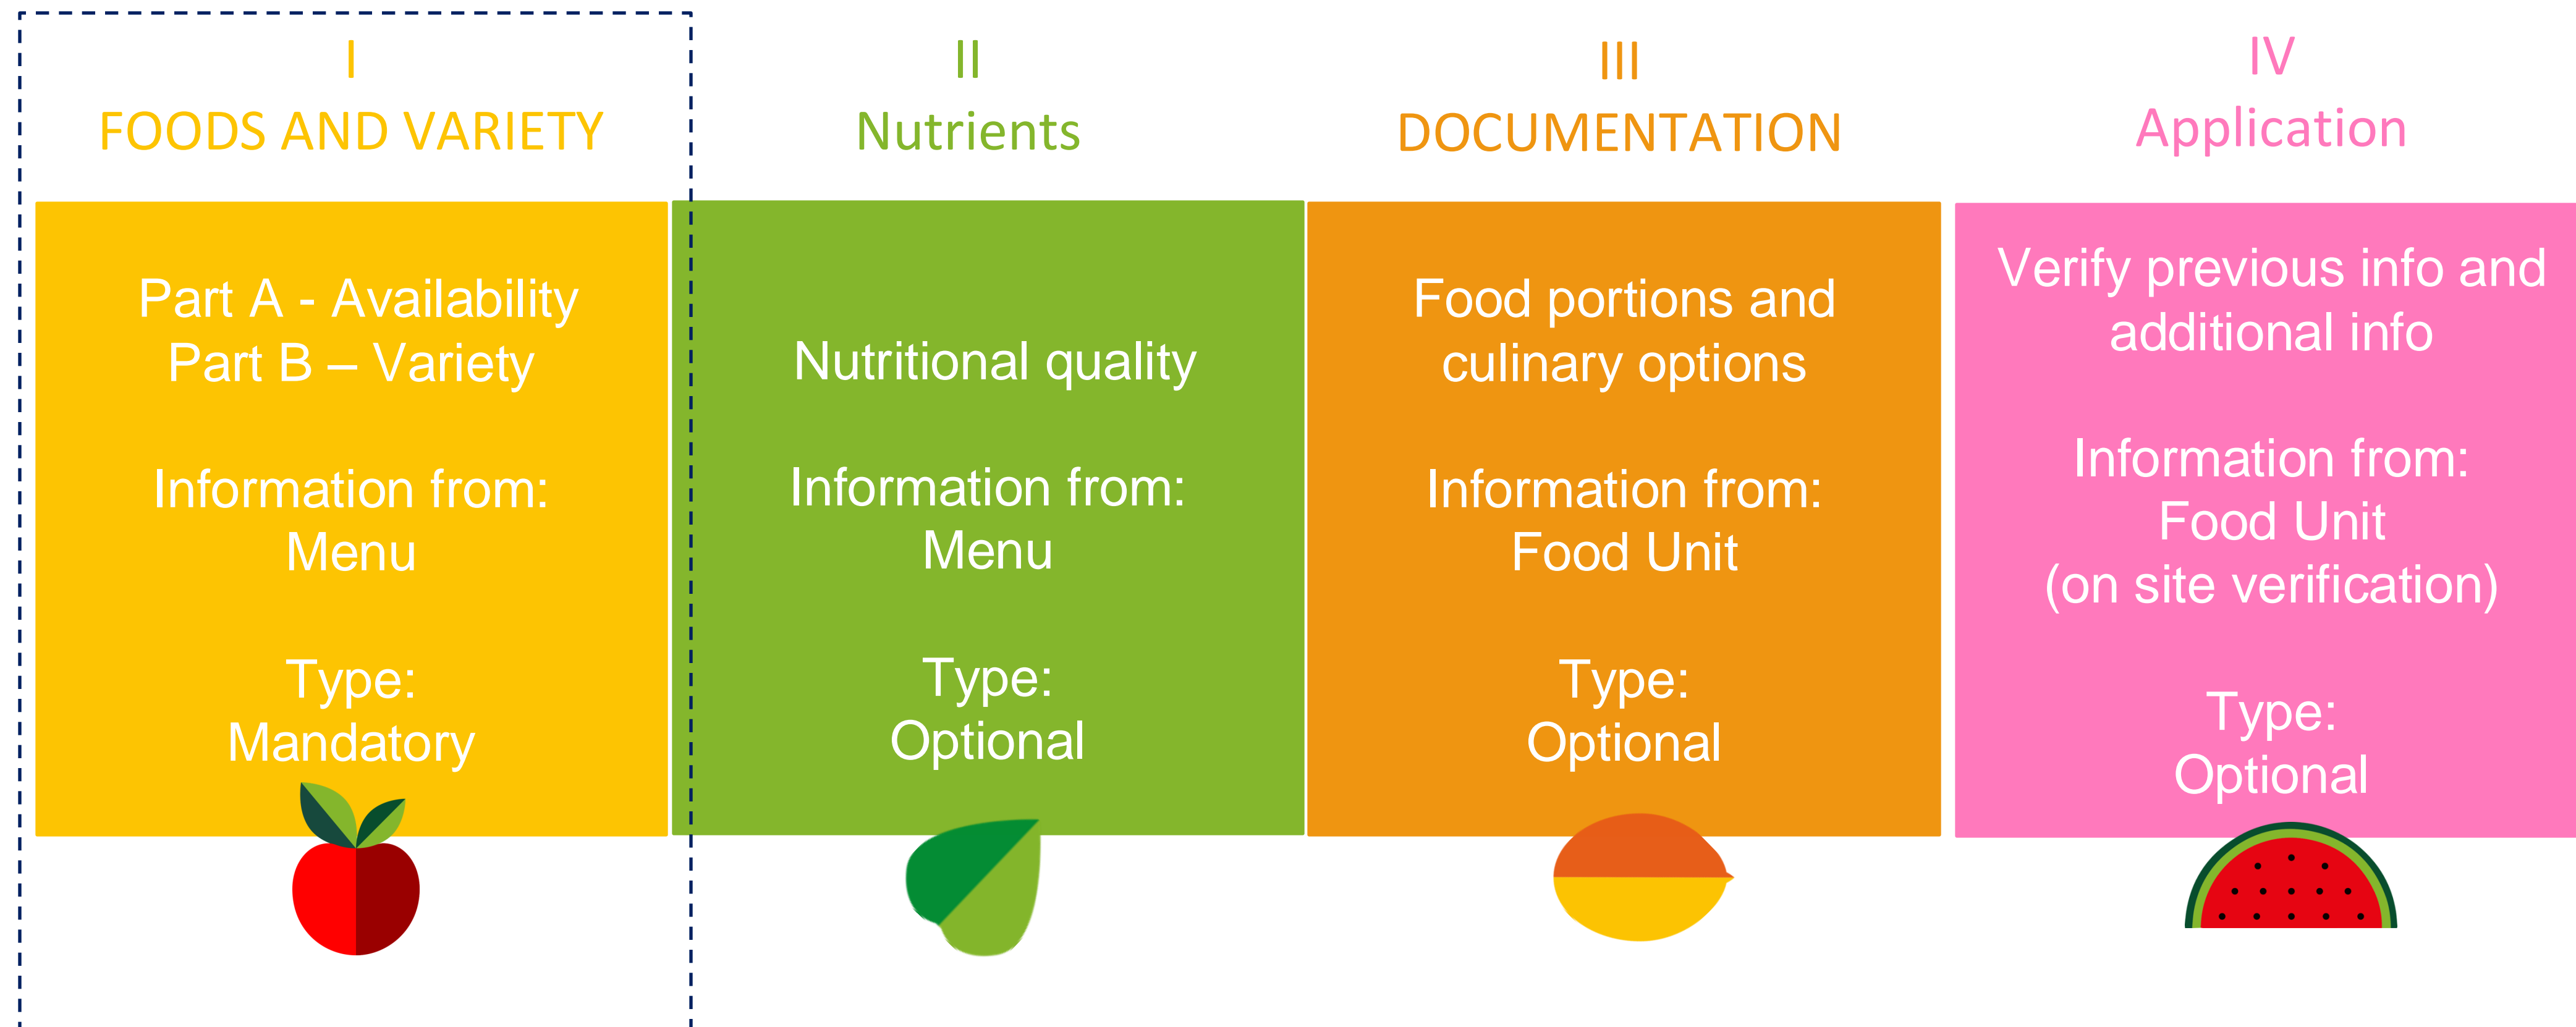 I
FOODS AND VARIETY
Part A - Availability
Part B – Variety
Information from:
Menu
Type:
Mandatory
II
Nutrients
Nutritional quality
Information from:
Menu
Type:
Optional
III
DOCUMENTATION
Food portions and
culinary options
Information from:
Food Unit
Type:
Optional
IV
Application
Verify previous info and
additional info
Information from:
Food Unit
(on site verification)
Type:
Optional